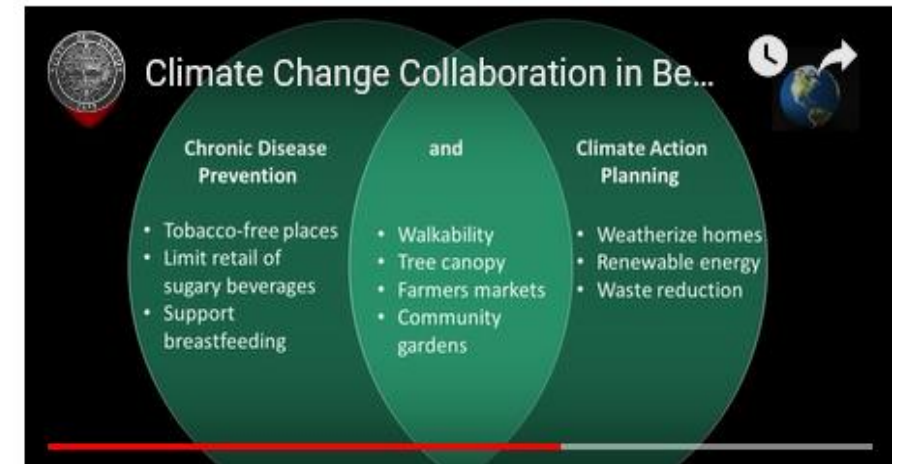 Climate Change Collaboration in Be...
Chronic Disease
Prevention
• Tobacco-free places
• Limit retail of
sugary beverages
• Support
breastfeeding
and
• Walkability
• Tree canopy
• Farmers markets
• Community
gardens
Climate Action
Planning
• Weatherize homes
• Renewable energy
• Waste reduction